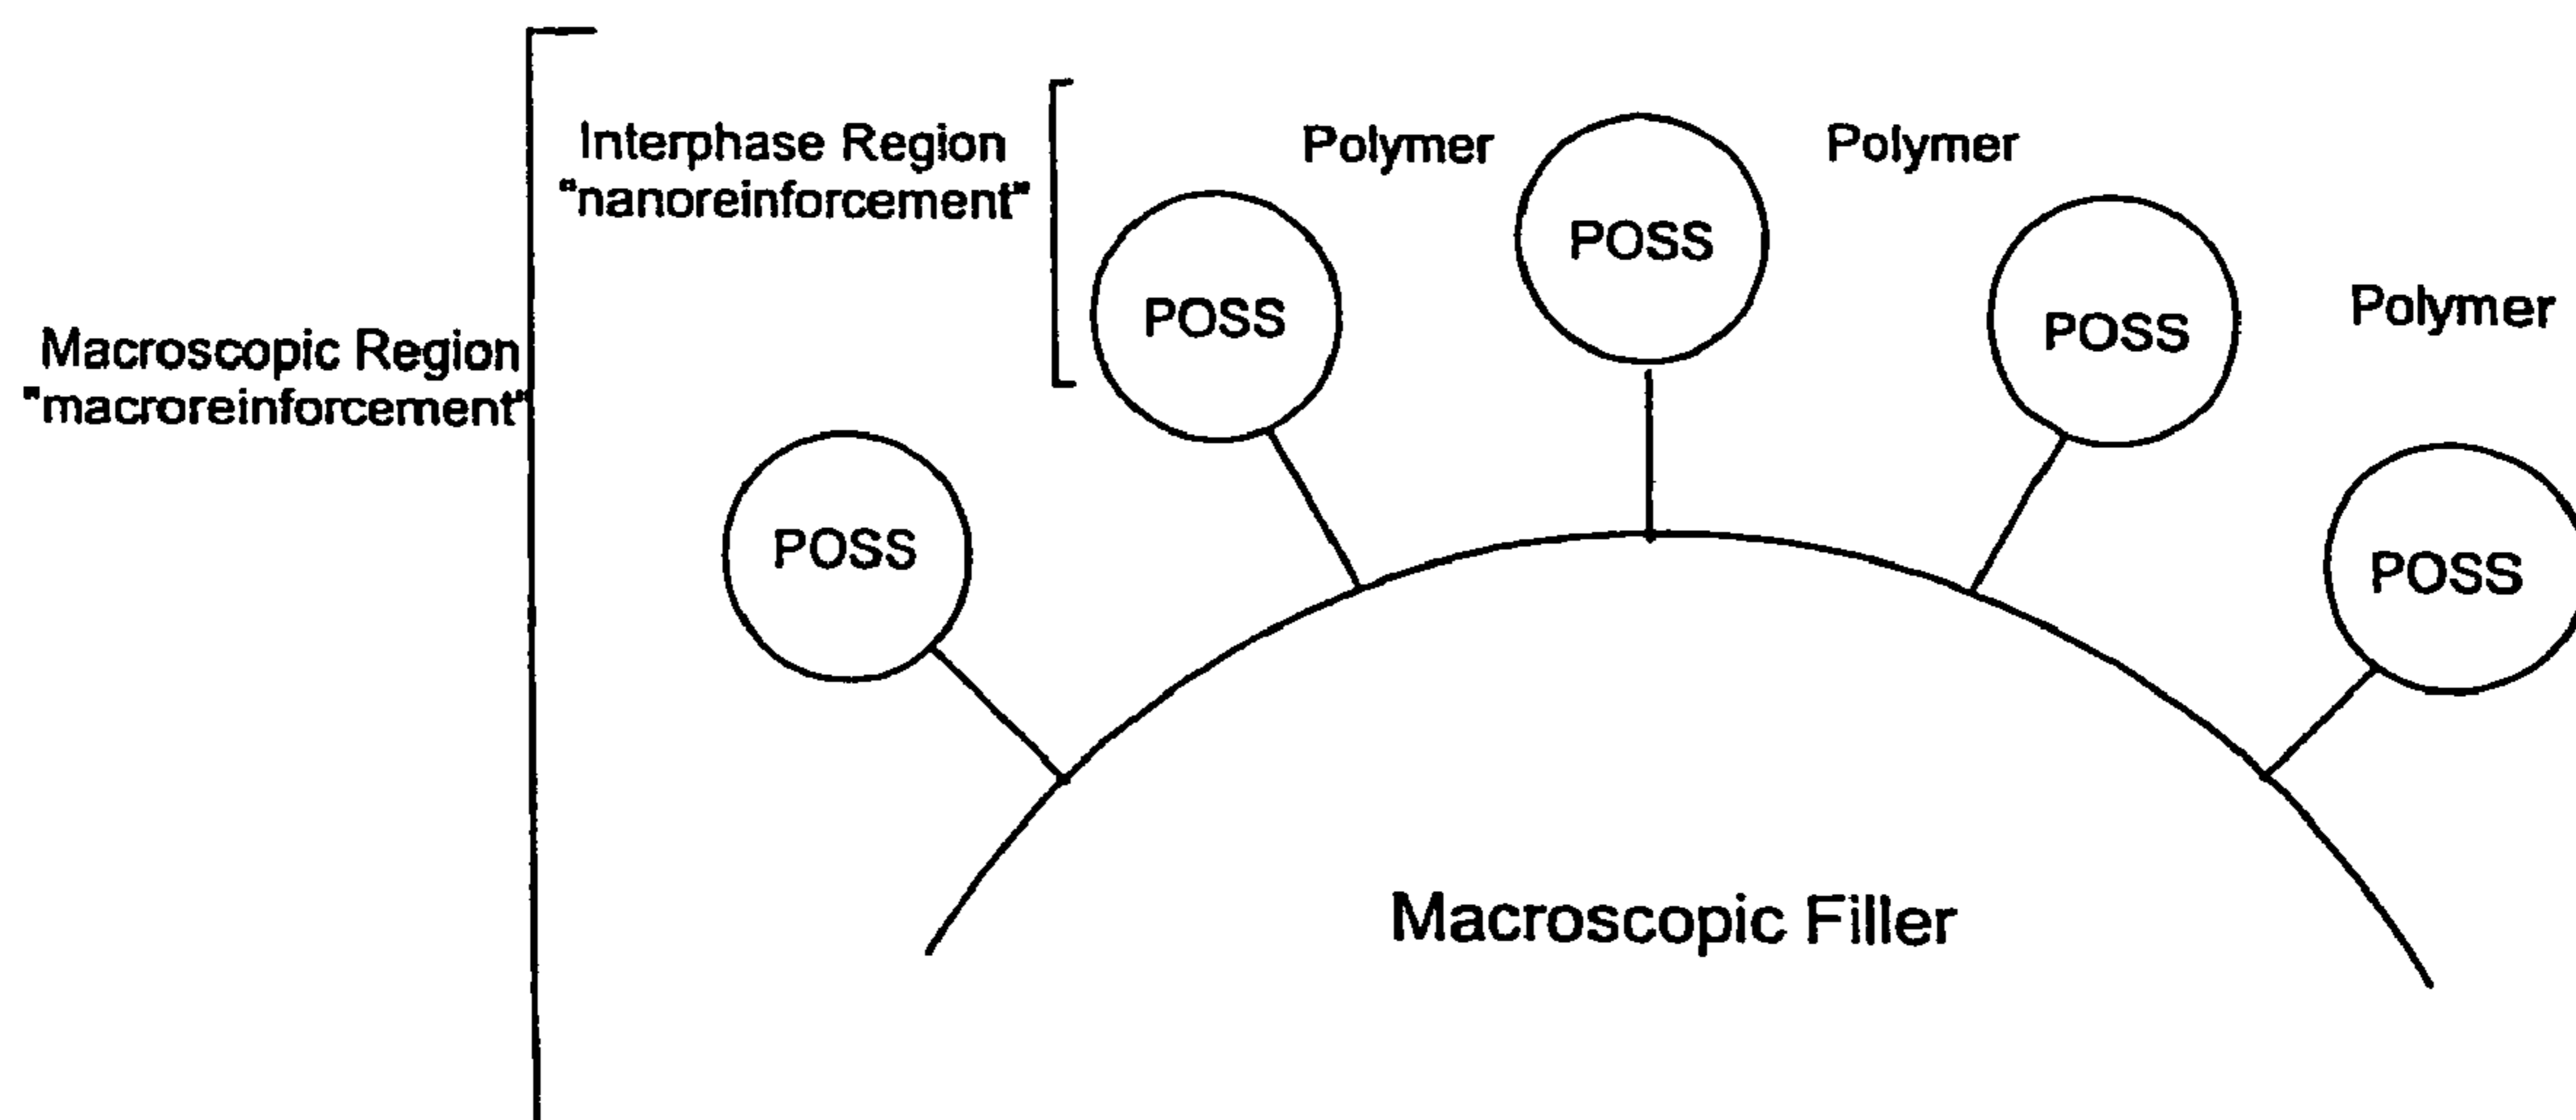 Interphase Region
"nanoreinforcement"
Polymer
Polymer
POSS
POSS
POSS
Polymer
Macroscopic Region
"macroreinforcement"
POSS
POSS
Macroscopic Filler